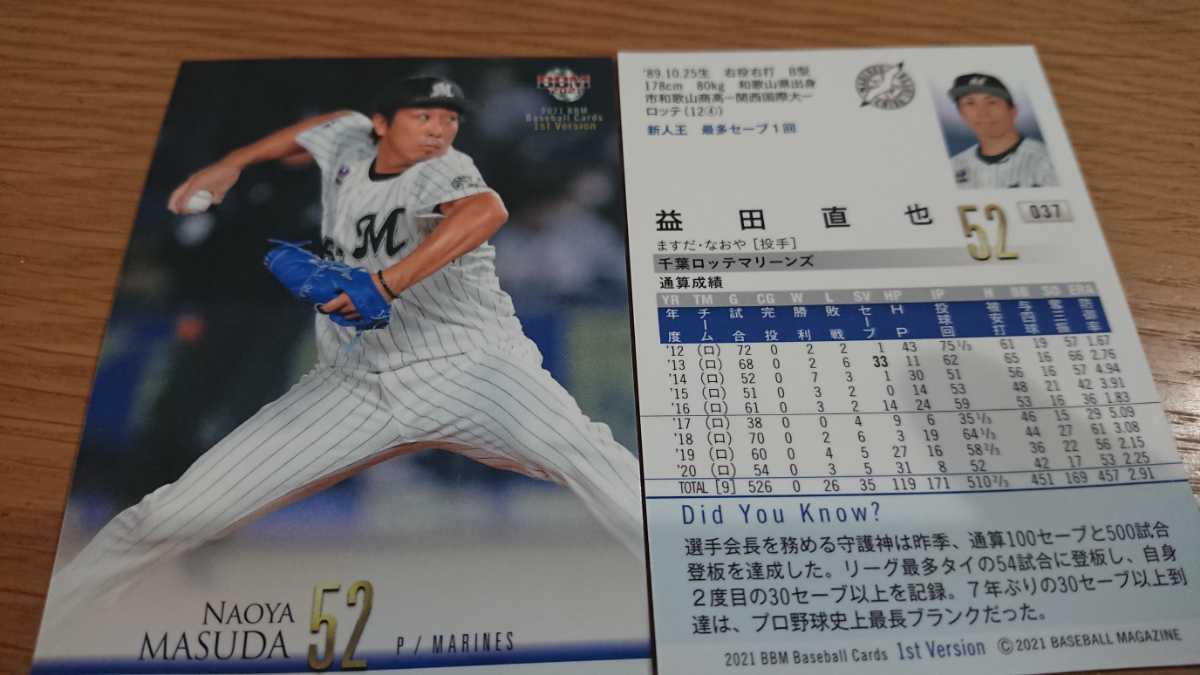 BBM
2021
2021 BBM
Baseball Cards
1st Version
M
NAOYA
MASUDA 52 P / MARINES
'89.10.25生 右投右打 B型
178cm 80kg 和歌山県出身
市和歌山商高ー関西国際大ー
ロッテ(12④)
新人王 最多セーブ1回
益田直也 52 037
ますだ・なおや [投手]
千葉ロッテマリーンズ
通算成績
YR TM G CG W L SV HP IP H BB SO ERA
年度 チーム 試合 完投 勝利 敗戦 セーブ HP 投球回 被安打 与四球 奪三振 防御率
'12 (ロ) 72 0 2 2 1 43 75 1/3 61 19 57 1.67
'13 (ロ) 68 0 2 6 33 11 62 65 16 66 2.76
'14 (ロ) 52 0 7 3 1 30 51 56 16 57 4.94
'15 (ロ) 51 0 3 2 0 14 53 48 21 42 3.91
'16 (ロ) 61 0 3 2 14 24 59 53 16 36 1.83
'17 (ロ) 38 0 0 4 9 6 35 1/3 46 15 29 5.09
'18 (ロ) 70 0 2 6 3 19 64 1/3 44 27 61 3.08
'19 (ロ) 60 0 4 5 27 16 58 2/3 36 22 56 2.15
'20 (ロ) 54 0 3 5 31 8 52 42 17 53 2.25
TOTAL [9] 526 0 26 35 119 171 510 2/3 451 169 457 2.91
Did You Know?
選手会長を務める守護神は昨季、通算100セーブと500試合
登板を達成した。リーグ最多タイの54試合に登板し、自身
2度目の30セーブ以上を記録。7年ぶりの30セーブ以上到
達は、プロ野球史上最長ブランクだった。
2021 BBM Baseball Cards 1st Version ©2021 BASEBALL MAGAZINE